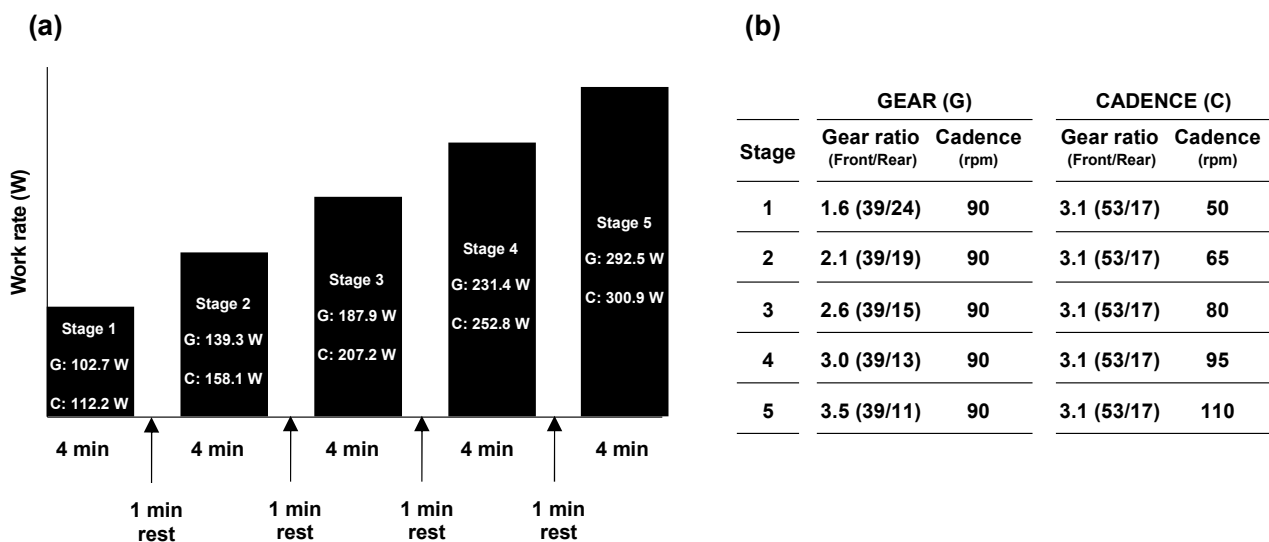 (a)
Work rate (W)
Stage 1
G: 102.7 W
C: 112.2 W
Stage 2
G: 139.3 W
C: 158.1 W
Stage 3
G: 187.9 W
C: 207.2 W
Stage 4
G: 231.4 W
C: 252.8 W
Stage 5
G: 292.5 W
C: 300.9 W
4 min 4 min 4 min 4 min 4 min
1 min 1 min 1 min 1 min
rest rest rest rest
(b)
GEAR (G) CADENCE (C)
Stage Gear ratio Cadence Gear ratio Cadence
(Front/Rear) (rpm) (Front/Rear) (rpm)
1 1.6 (39/24) 90 3.1 (53/17) 50
2 2.1 (39/19) 90 3.1 (53/17) 65
3 2.6 (39/15) 90 3.1 (53/17) 80
4 3.0 (39/13) 90 3.1 (53/17) 95
5 3.5 (39/11) 90 3.1 (53/17) 110